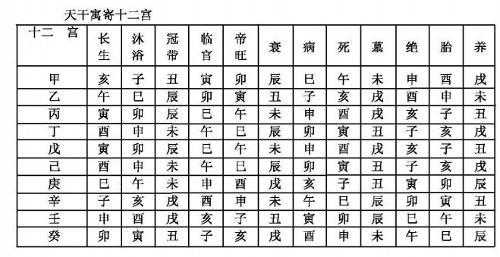 天干寓寄十二宫
十二 宫 长生 沐浴 冠带 临官 帝旺 衰 病 死 墓 绝 胎 养
甲 亥 子 丑 寅 卯 辰 巳 午 未 申 酉 戌
乙 午 巳 辰 卯 寅 丑 子 亥 戌 酉 申 未
丙 寅 卯 辰 巳 午 未 申 酉 戌 亥 子 丑
丁 酉 申 未 午 巳 辰 卯 寅 丑 子 亥 戌
戊 寅 卯 辰 巳 午 未 申 酉 戌 亥 子 丑
己 酉 申 未 午 巳 辰 卯 寅 丑 子 亥 戌
庚 巳 午 未 申 酉 戌 亥 子 丑 寅 卯 辰
辛 子 亥 戌 酉 申 未 午 巳 辰 卯 寅 丑
壬 申 酉 戌 亥 子 丑 寅 卯 辰 巳 午 未
癸 卯 寅 丑 子 亥 戌 酉 申 未 午 巳 辰